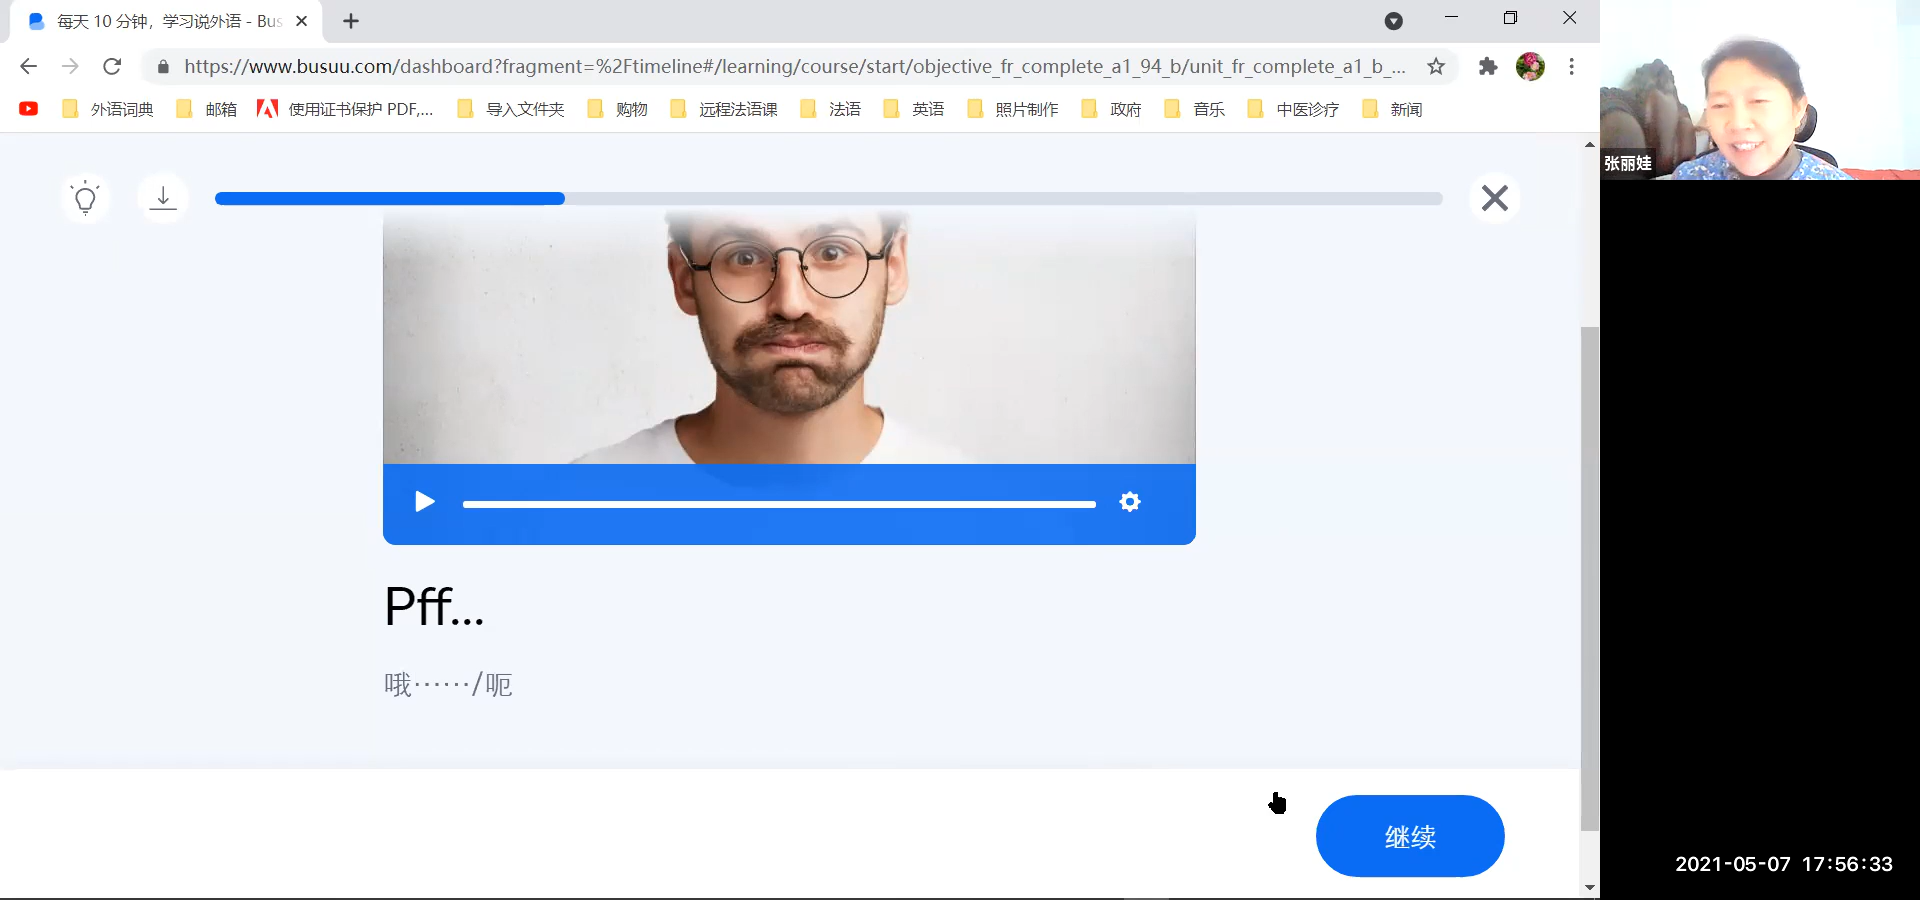 每天 10 分钟，学习说外语 - Bus
https://www.busuu.com/dashboard?fragment=%2Ftimeline#/learning/course/start/objective_fr_complete_a1_94_b/unit_fr_complete_a1_b_...
外语词典 邮箱 使用证书保护 PDF,... 导入文件夹 购物 远程法语课 法语 英语 照片制作 政府 音乐 中医诊疗 新闻
张丽娃
Pff...
哦……/呃
继续
2021-05-07 17:56:33